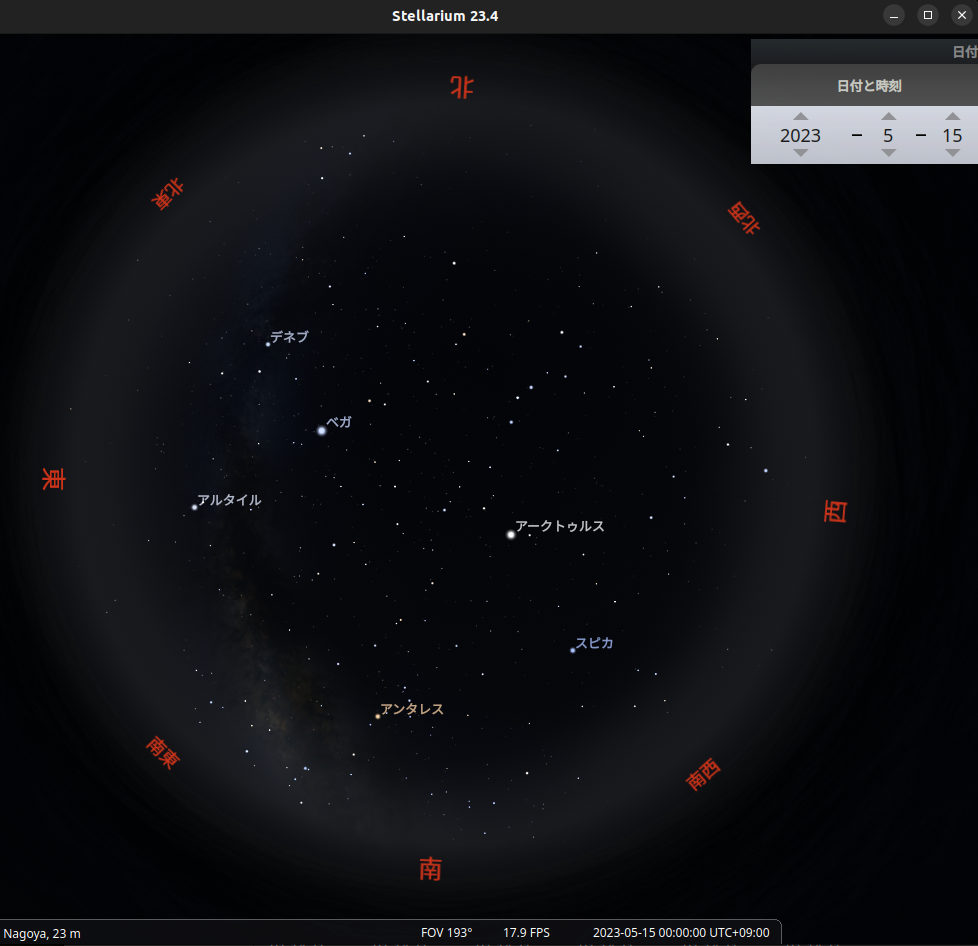 Stellarium 23.4
日付
日付と時刻
2023 - 5 - 15
北
北東
北西
デネブ
ベガ
東
アルタイル
西
アークトゥルス
スピカ
アンタレス
南東
南西
南
Nagoya, 23 m FOV 193° 17.9 FPS 2023-05-15 00:00:00 UTC+09:00